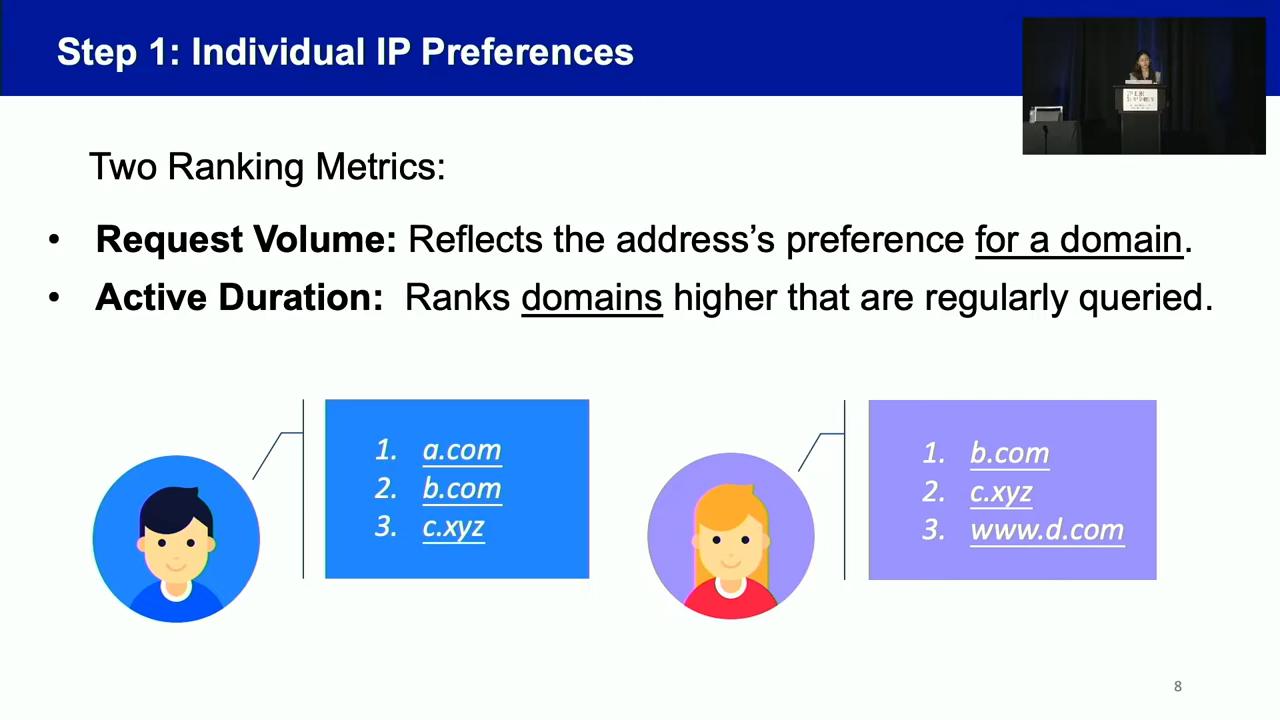 Step 1: Individual IP Preferences
Two Ranking Metrics:
• Request Volume: Reflects the address’s preference for a domain.
• Active Duration: Ranks domains higher that are regularly queried.
1. a.com
2. b.com
3. c.xyz
1. b.com
2. c.xyz
3. www.d.com
8